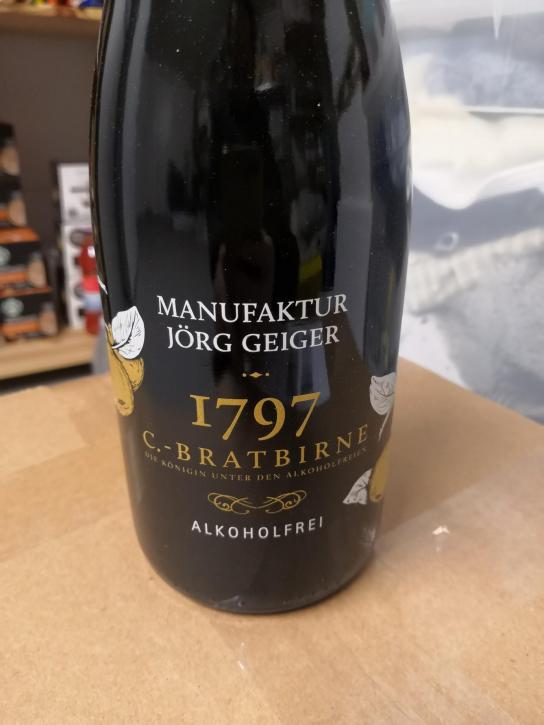 MANUFAKTUR
JÖRG GEIGER
1797
C.-BRATBIRNE
DIE KÖNIGIN UNTER DEN ALKOHOLFREIEN
ALKOHOLFREI